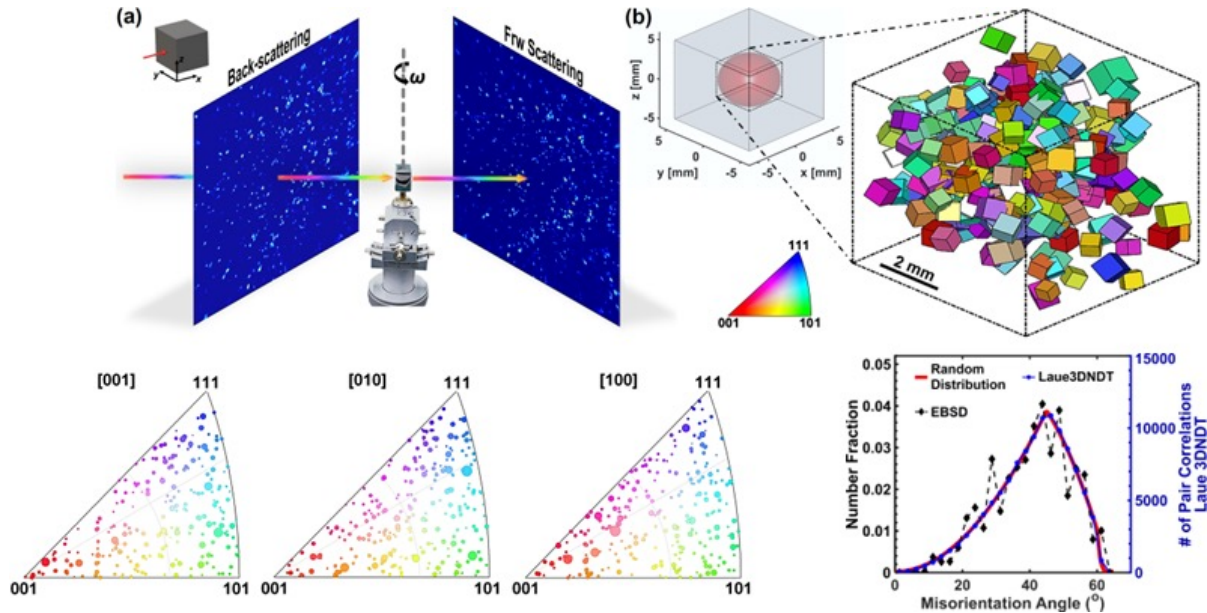 (a)
z
y
x
Back-scattering
ω
Frw Scattering
(b)
5
0
-5
z [mm]
5
0
-5
y [mm]
-5
0
5
x [mm]
2 mm
111
001
101
[001]
111
001
101
[010]
111
001
101
[100]
111
001
101
0.05
0.04
0.03
0.02
0.01
0
Number Fraction
Random
Distribution
Laue3DNDT
EBSD
15000
10000
5000
0
# of Pair Correlations
Laue 3DNDT
0
20
40
60
Misorientation Angle (°)